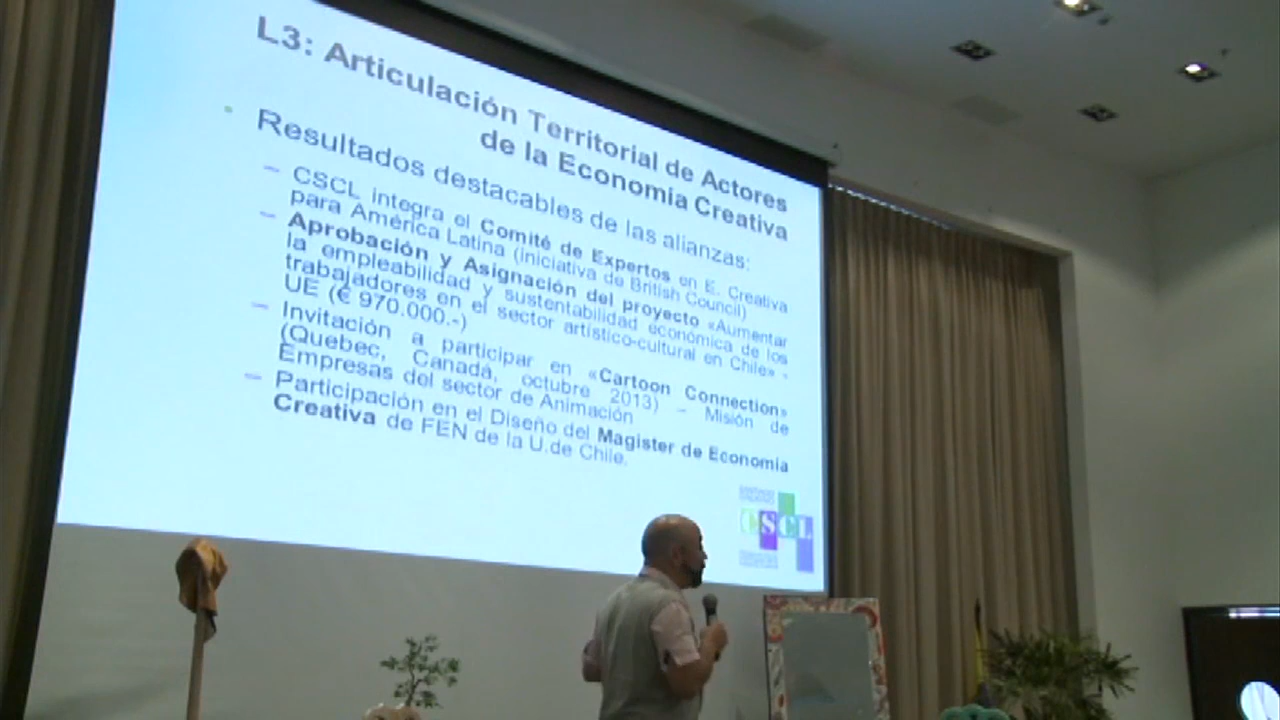 L3: Articulación Territorial de Actores
de la Economía Creativa
Resultados destacables de las alianzas:
– CSCL integra el Comité de Expertos en E. Creativa
para América Latina (iniciativa de British Council)
– Aprobación y Asignación del proyecto «Aumentar
la empleabilidad y sustentabilidad económica de los
trabajadores en el sector artístico-cultural en Chile» -
UE (€ 970.000.-)
– Invitación a participar en «Cartoon Connection»
(Quebec, Canadá, octubre 2013) – Misión de
Empresas del sector de Animación
– Participación en el Diseño del Magister de Economía
Creativa de FEN de la U.de Chile.
CSCL